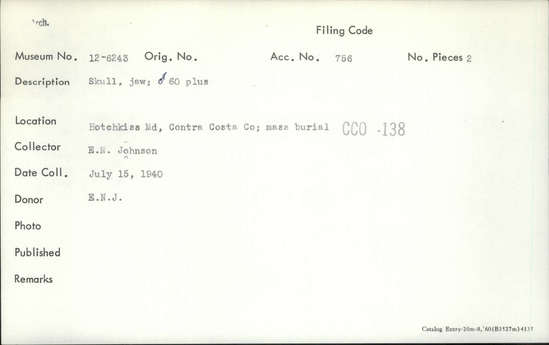 Filing Code
Museum No. 12-6243 Orig. No. Acc. No. 756 No. Pieces 2
Description Skull, jaw; ♂ 60 plus
Location Hotchkiss Md, Contra Costa Co; mass burial CCO-138
Collector E.N. Johnson
Date Coll. July 15, 1940
Donor E.N.J.
Photo
Published
Remarks